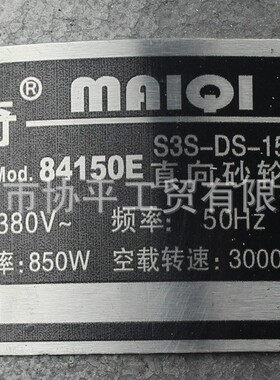 奇® MAIQI
S3S-DS-15
Mod. 84150E 直向砂轮
市协平工贸有限
380V~ 频率: 50Hz
率: 850W 空载转速: 3000